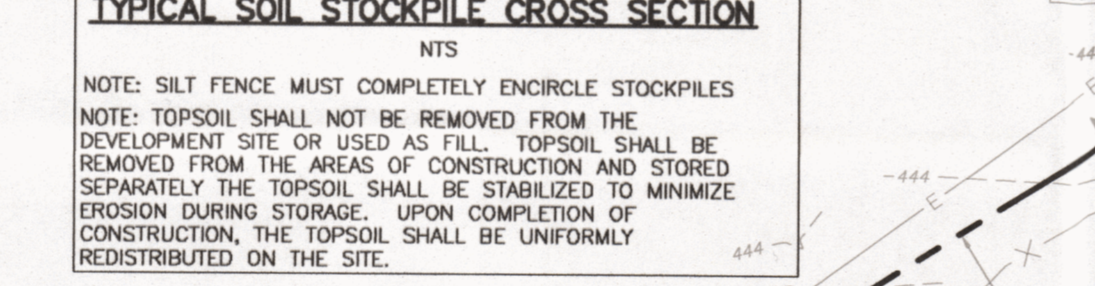 TYPICAL SOIL STOCKPILE CROSS SECTION
NTS
NOTE: SILT FENCE MUST COMPLETELY ENCIRCLE STOCKPILES
NOTE: TOPSOIL SHALL NOT BE REMOVED FROM THE
DEVELOPMENT SITE OR USED AS FILL. TOPSOIL SHALL BE
REMOVED FROM THE AREAS OF CONSTRUCTION AND STORED
SEPARATELY THE TOPSOIL SHALL BE STABILIZED TO MINIMIZE
EROSION DURING STORAGE. UPON COMPLETION OF
CONSTRUCTION, THE TOPSOIL SHALL BE UNIFORMLY
REDISTRIBUTED ON THE SITE.
-444
E
444
X